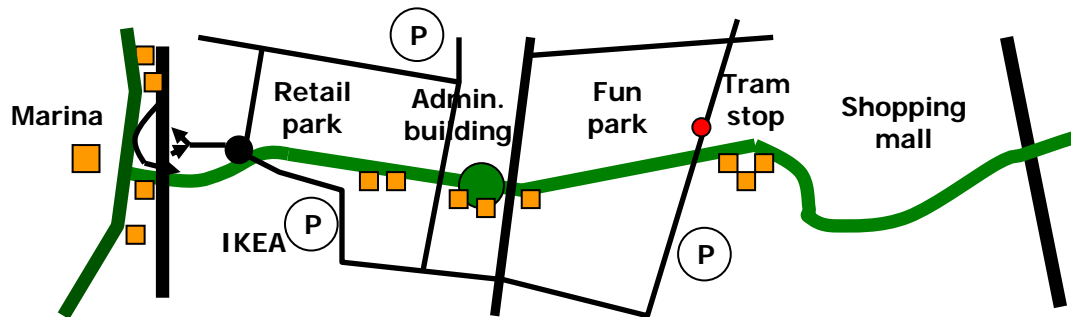 P
Marina
Retail
park
Admin.
building
Fun
park
Tram
stop
Shopping
mall
IKEA
P
P